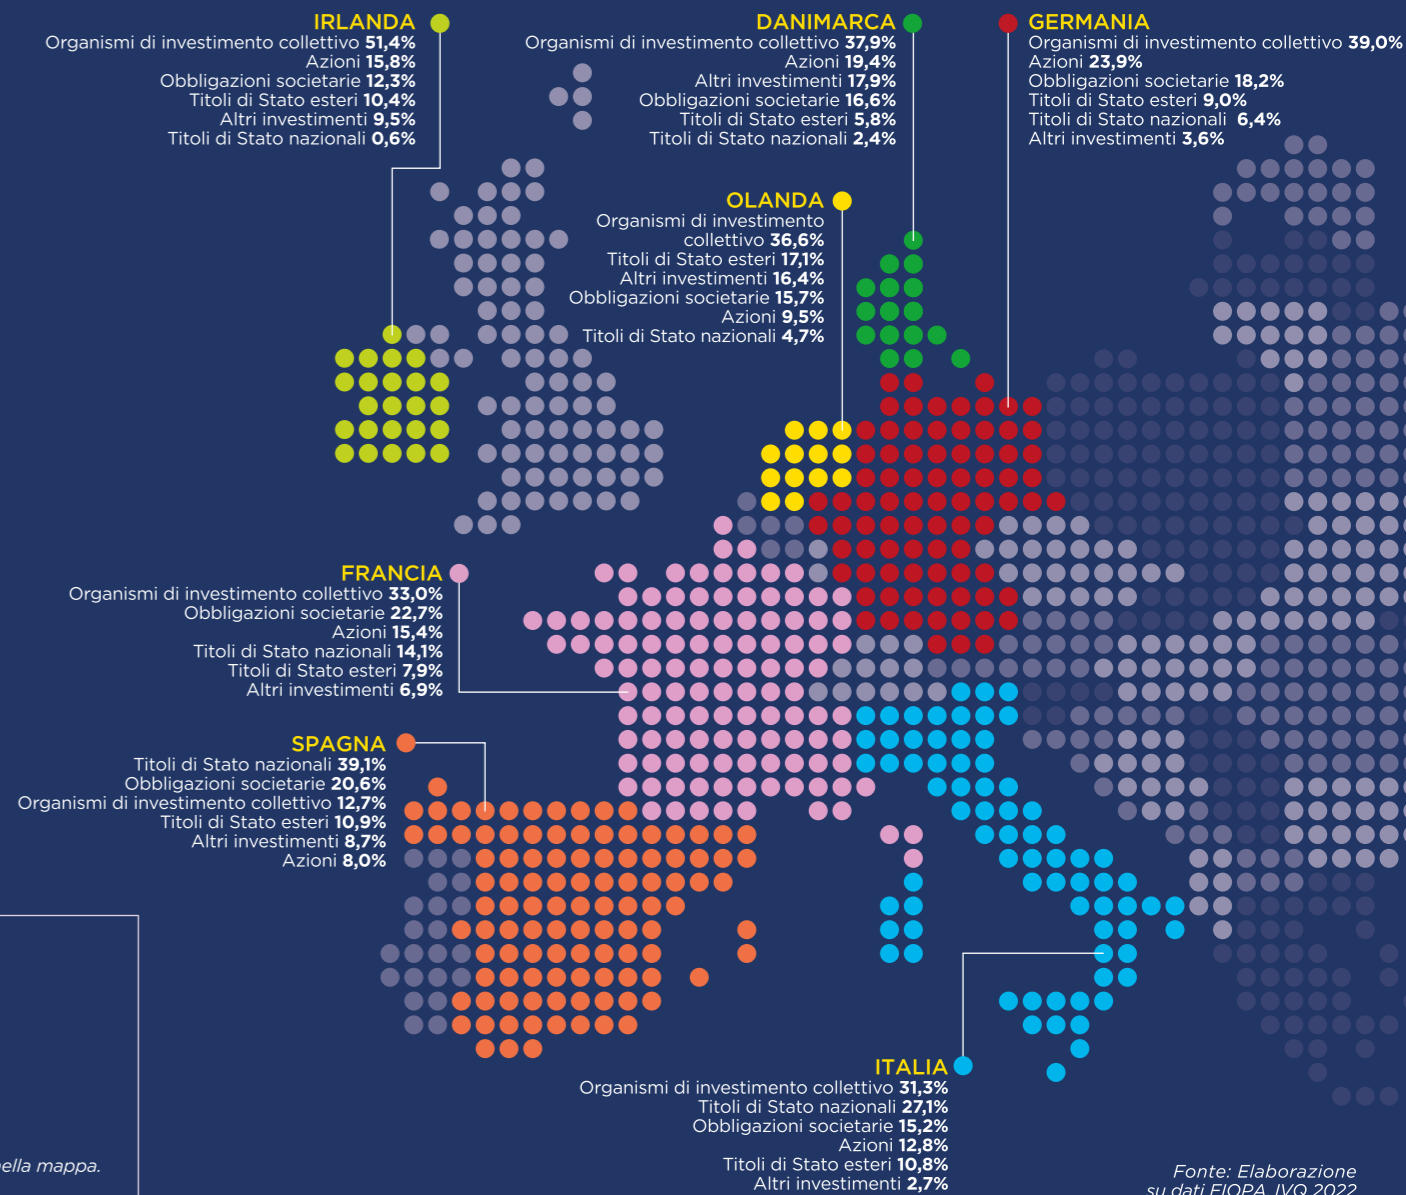 IRLANDA
Organismi di investimento collettivo 51,4%
Azioni 15,8%
Obbligazioni societarie 12,3%
Titoli di Stato esteri 10,4%
Altri investimenti 9,5%
Titoli di Stato nazionali 0,6%
DANIMARCA
Organismi di investimento collettivo 37,9%
Azioni 19,4%
Altri investimenti 17,9%
Obbligazioni societarie 16,6%
Titoli di Stato esteri 5,8%
Titoli di Stato nazionali 2,4%
GERMANIA
Organismi di investimento collettivo 39,0%
Azioni 23,9%
Obbligazioni societarie 18,2%
Titoli di Stato esteri 9,0%
Titoli di Stato nazionali 6,4%
Altri investimenti 3,6%
OLANDA
Organismi di investimento
collettivo 36,6%
Titoli di Stato esteri 17,1%
Altri investimenti 16,4%
Obbligazioni societarie 15,7%
Azioni 9,5%
Titoli di Stato nazionali 4,7%
FRANCIA
Organismi di investimento collettivo 33,0%
Obbligazioni societarie 22,7%
Azioni 15,4%
Titoli di Stato nazionali 14,1%
Titoli di Stato esteri 7,9%
Altri investimenti 6,9%
SPAGNA
Titoli di Stato nazionali 39,1%
Obbligazioni societarie 20,6%
Organismi di investimento collettivo 12,7%
Titoli di Stato esteri 10,9%
Altri investimenti 8,7%
Azioni 8,0%
ITALIA
Organismi di investimento collettivo 31,3%
Titoli di Stato nazionali 27,1%
Obbligazioni societarie 15,2%
Azioni 12,8%
Titoli di Stato esteri 10,8%
Altri investimenti 2,7%
mappa.
Fonte: Elaborazione
su dati EIOPA, IVQ 2022